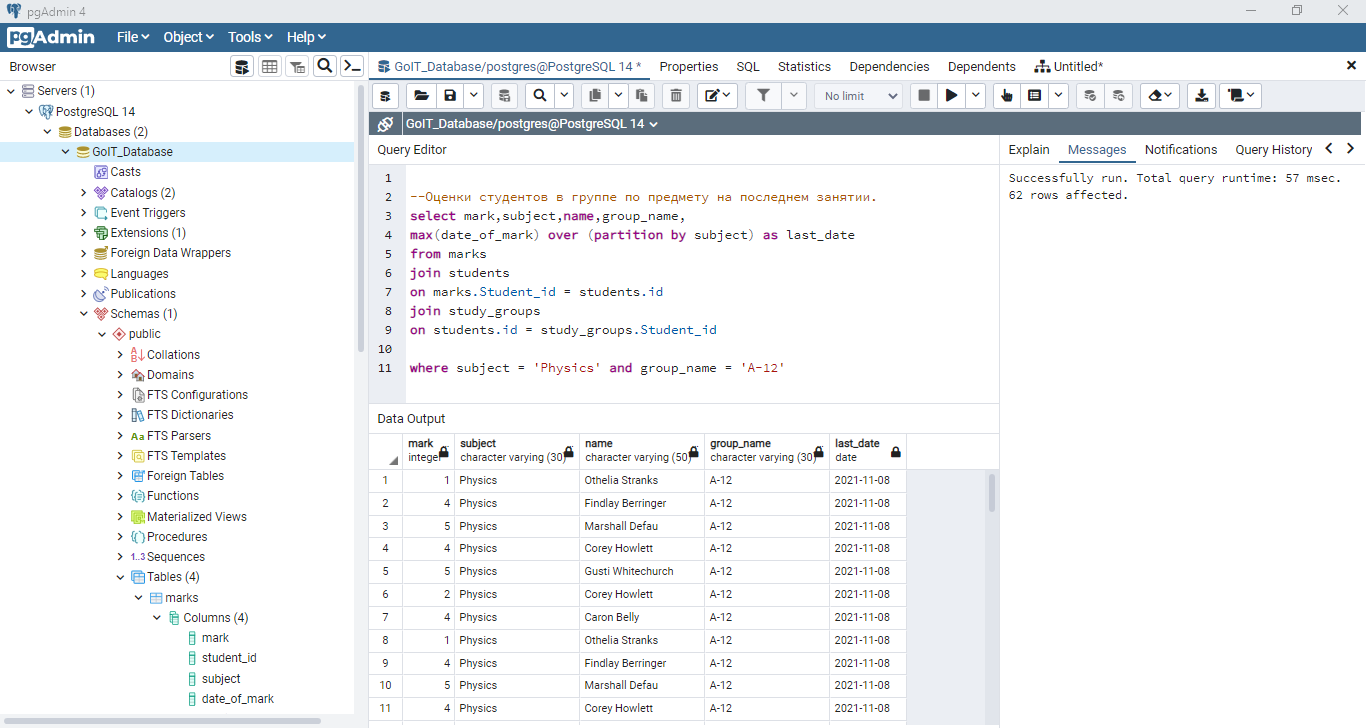 pgAdmin 4
pgAdmin File Object Tools Help
Browser
GoIT_Database/postgres@PostgreSQL 14 * Properties SQL Statistics Dependencies Dependents Untitled*
No limit
GoIT_Database/postgres@PostgreSQL 14
Servers (1)
PostgreSQL 14
Databases (2)
GoIT_Database
Casts
Catalogs (2)
Event Triggers
Extensions (1)
Foreign Data Wrappers
Languages
Publications
Schemas (1)
public
Collations
Domains
FTS Configurations
FTS Dictionaries
FTS Parsers
FTS Templates
Foreign Tables
Functions
Materialized Views
Procedures
1..3 Sequences
Tables (4)
marks
Columns (4)
mark
student_id
subject
date_of_mark
Query Editor
1
2 --Оценки студентов в группе по предмету на последнем занятии.
3 select mark,subject,name,group_name,
4 max(date_of_mark) over (partition by subject) as last_date
5 from marks
6 join students
7 on marks.Student_id = students.id
8 join study_groups
9 on students.id = study_groups.Student_id
10
11 where subject = 'Physics' and group_name = 'A-12'
Explain Messages Notifications Query History
Successfully run. Total query runtime: 57 msec.
62 rows affected.
Data Output
mark subject name group_name last_date
integer character varying (30) character varying (50) character varying (30) date
1 1 Physics Othelia Stranks A-12 2021-11-08
2 4 Physics Findlay Berringer A-12 2021-11-08
3 5 Physics Marshall Defau A-12 2021-11-08
4 4 Physics Corey Howlett A-12 2021-11-08
5 5 Physics Gusti Whitechurch A-12 2021-11-08
6 2 Physics Corey Howlett A-12 2021-11-08
7 4 Physics Caron Belly A-12 2021-11-08
8 1 Physics Othelia Stranks A-12 2021-11-08
9 4 Physics Findlay Berringer A-12 2021-11-08
10 5 Physics Marshall Defau A-12 2021-11-08
11 4 Physics Corey Howlett A-12 2021-11-08